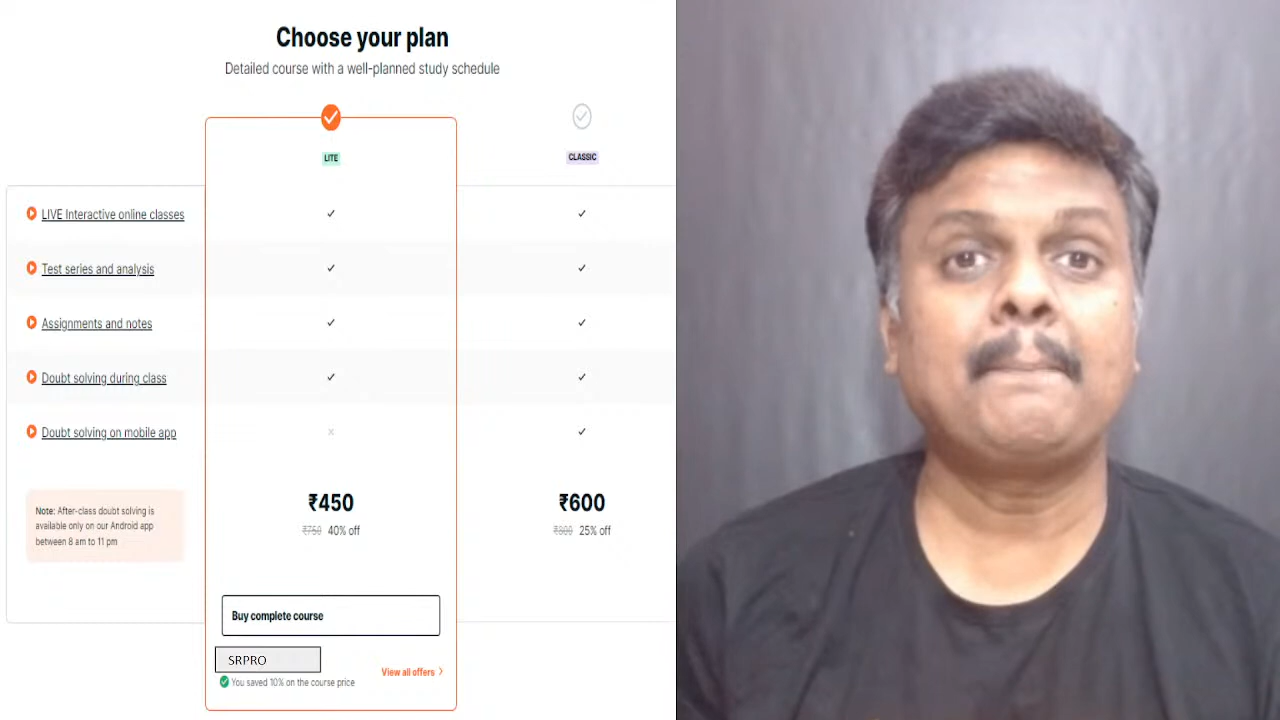 Choose your plan
Detailed course with a well-planned study schedule
LITE
CLASSIC
LIVE Interactive online classes
Test series and analysis
Assignments and notes
Doubt solving during class
Doubt solving on mobile app
Note: After-class doubt solving is
available only on our Android app
between 8 am to 11 pm
₹450
₹750 40% off
₹600
₹800 25% off
Buy complete course
SRPRO
You saved 10% on the course price
View all offers